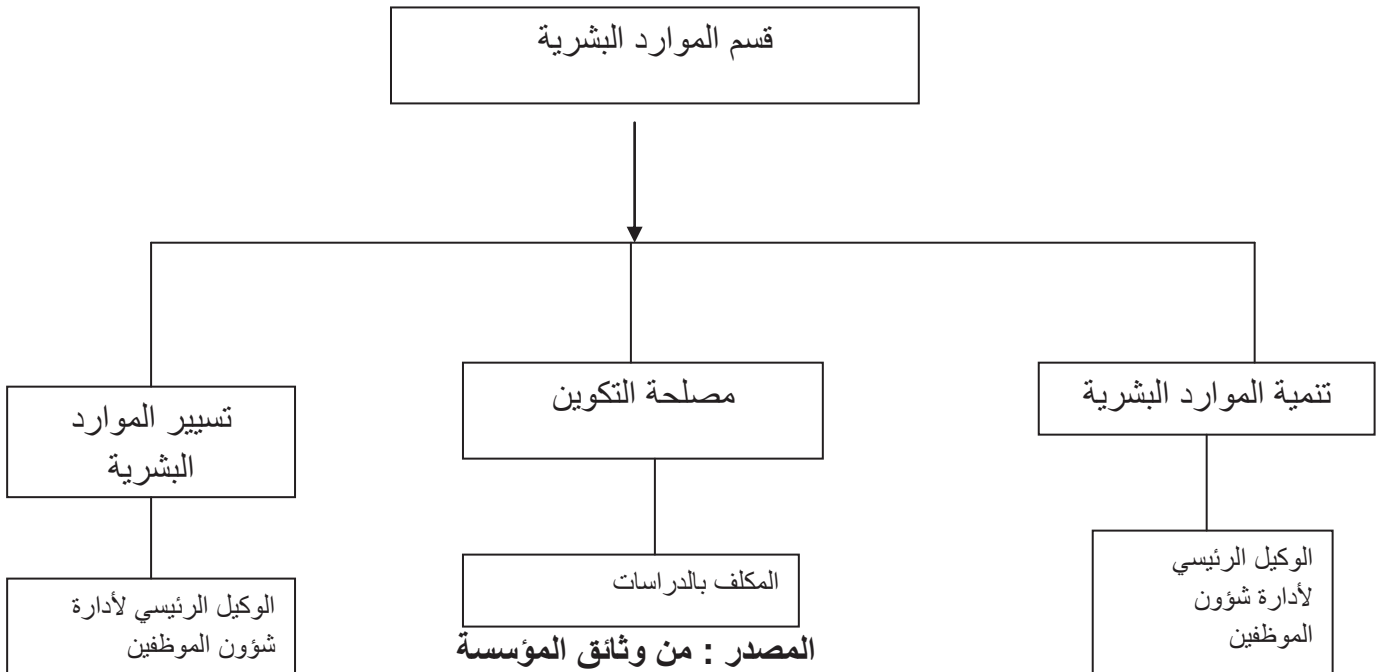 قسم الموارد البشرية
تنمية الموارد البشرية
مصلحة التكوين
تسيير الموارد
البشرية
الوكيل الرئيسي
لأدارة شؤون
الموظفين
المكلف بالدراسات
الوكيل الرئيسي لأدارة
شؤون الموظفين
المصدر : من وثائق المؤسسة